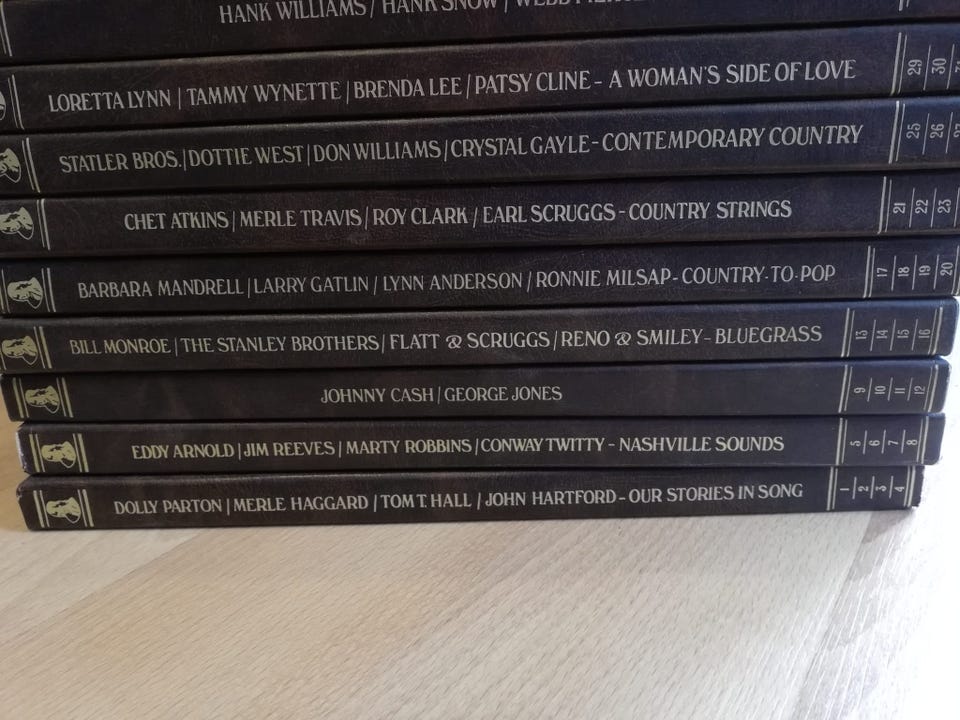 HANK WILLIAMS / HANK SNOW /
LORETTA LYNN / TAMMY WYNETTE / BRENDA LEE / PATSY CLINE - A WOMAN'S SIDE OF LOVE 29 30 31
STATLER BROS. / DOTTIE WEST / DON WILLIAMS / CRYSTAL GAYLE - CONTEMPORARY COUNTRY 25 26 27
CHET ATKINS / MERLE TRAVIS / ROY CLARK / EARL SCRUGGS - COUNTRY STRINGS 21 22 23
BARBARA MANDRELL / LARRY GATLIN / LYNN ANDERSON / RONNIE MILSAP - COUNTRY-TO-POP 17 18 19 20
BILL MONROE / THE STANLEY BROTHERS / FLATT & SCRUGGS / RENO & SMILEY - BLUEGRASS 13 14 15 16
JOHNNY CASH / GEORGE JONES 9 10 11 12
EDDY ARNOLD / JIM REEVES / MARTY ROBBINS / CONWAY TWITTY - NASHVILLE SOUNDS 5 6 7 8
DOLLY PARTON / MERLE HAGGARD / TOM T. HALL / JOHN HARTFORD - OUR STORIES IN SONG 1 2 3 4